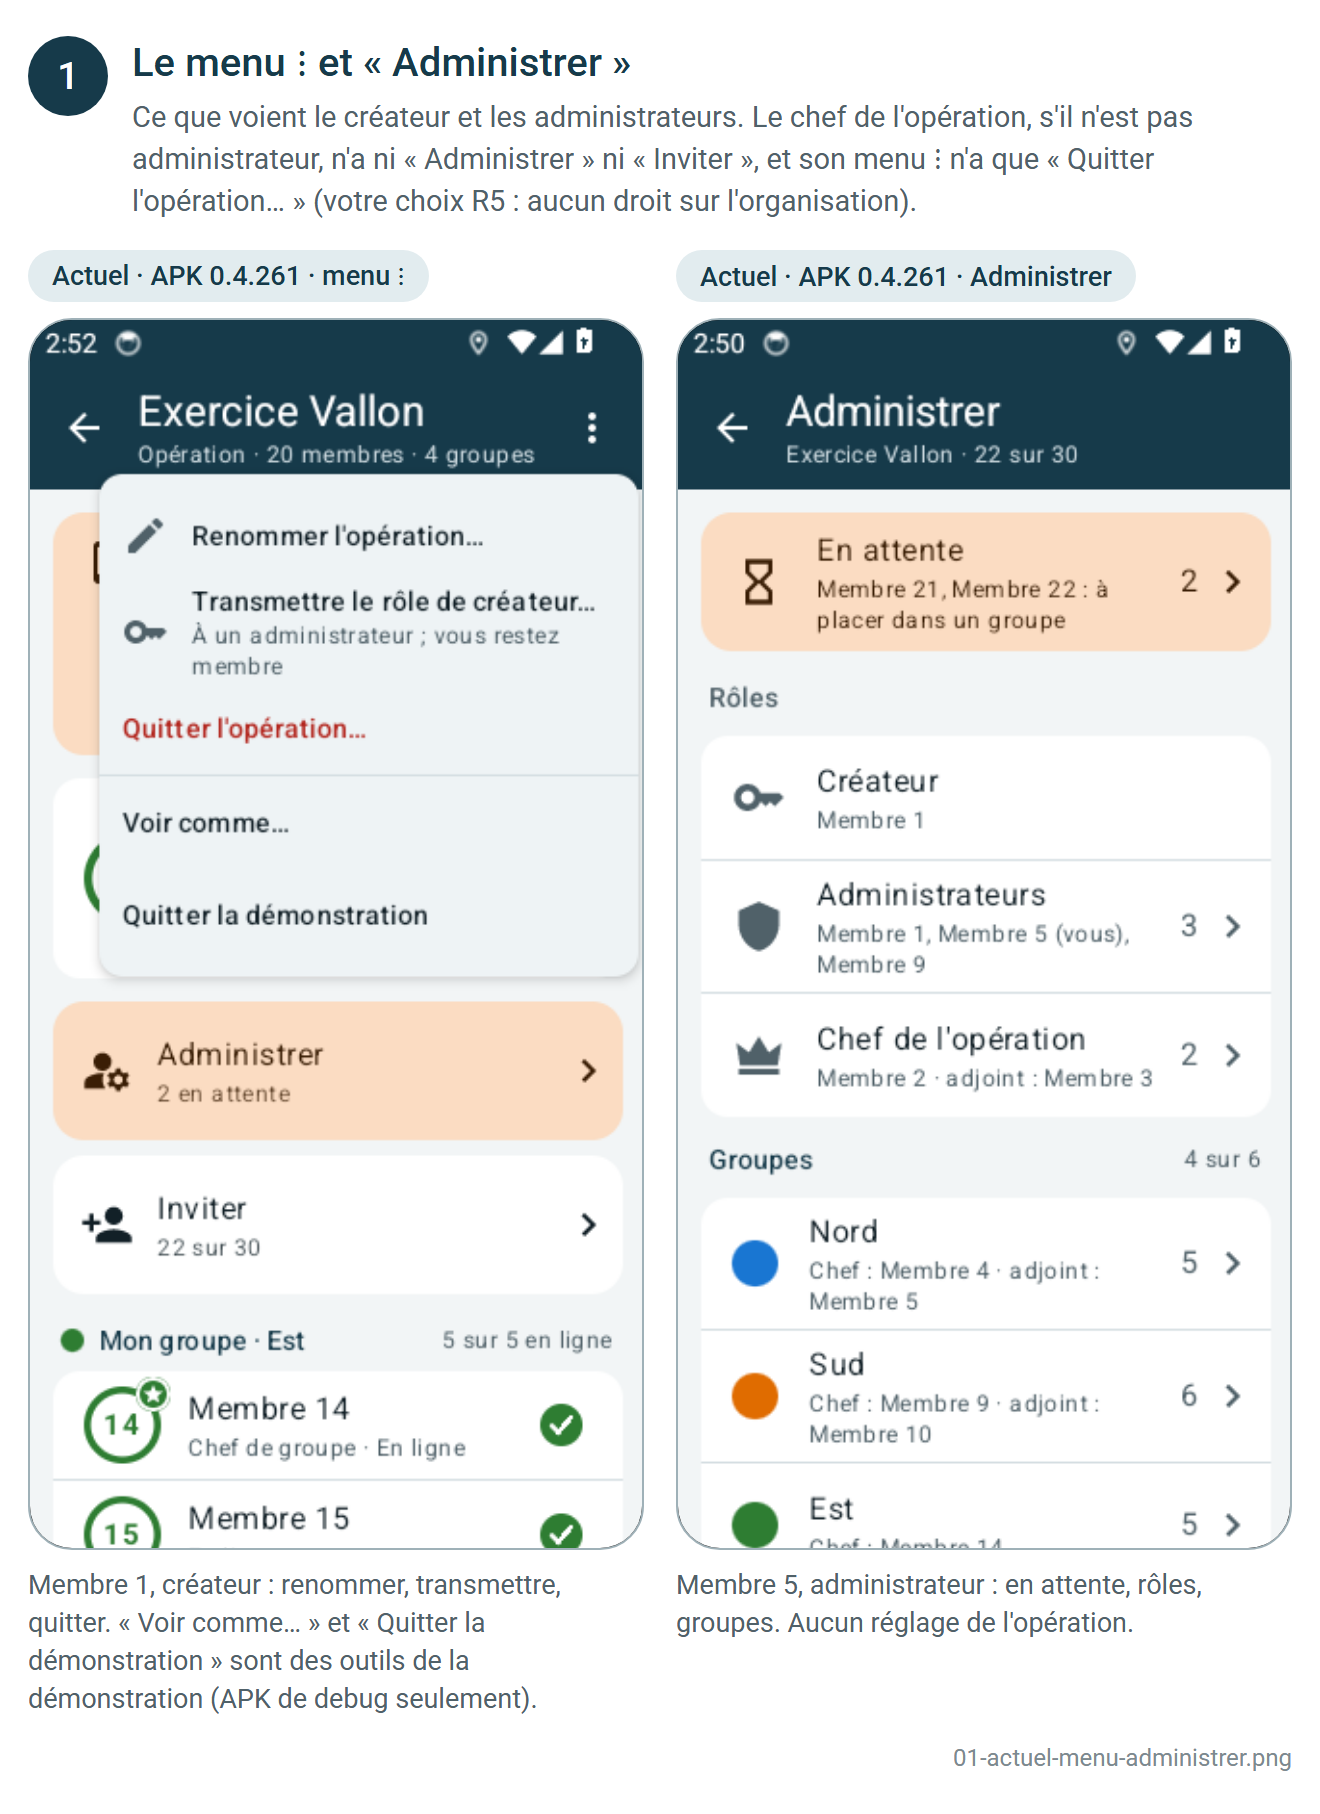 1
Le menu ⋮ et « Administrer »
Ce que voient le créateur et les administrateurs. Le chef de l'opération, s'il n'est pas
administrateur, n'a ni « Administrer » ni « Inviter », et son menu ⋮ n'a que « Quitter
l'opération… » (votre choix R5 : aucun droit sur l'organisation).
Actuel · APK 0.4.261 · menu ⋮
2:52
Exercice Vallon
Opération · 20 membres · 4 groupes
Renommer l'opération…
Transmettre le rôle de créateur…
À un administrateur ; vous restez
membre
Quitter l'opération…
Voir comme…
Quitter la démonstration
Administrer
2 en attente
Inviter
22 sur 30
Mon groupe · Est
5 sur 5 en ligne
14
Membre 14
Chef de groupe · En ligne
15
Membre 15
Membre 1, créateur : renommer, transmettre,
quitter. « Voir comme… » et « Quitter la
démonstration » sont des outils de la
démonstration (APK de debug seulement).
Actuel · APK 0.4.261 · Administrer
2:50
Administrer
Exercice Vallon · 22 sur 30
En attente
Membre 21, Membre 22 : à
placer dans un groupe
2
Rôles
Créateur
Membre 1
Administrateurs
Membre 1, Membre 5 (vous),
Membre 9
3
Chef de l'opération
Membre 2 · adjoint : Membre 3
2
Groupes
4 sur 6
Nord
Chef : Membre 4 · adjoint :
Membre 5
5
Sud
Chef : Membre 9 · adjoint :
Membre 10
6
Est
Chef : Membre 14
5
Membre 5, administrateur : en attente, rôles,
groupes. Aucun réglage de l'opération.
01-actuel-menu-administrer.png